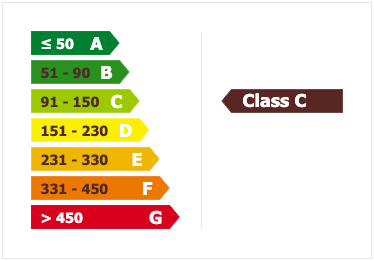 ≤ 50 A
51 - 90 B
91 - 150 C
Class C
151 - 230 D
231 - 330 E
331 - 450 F
> 450 G